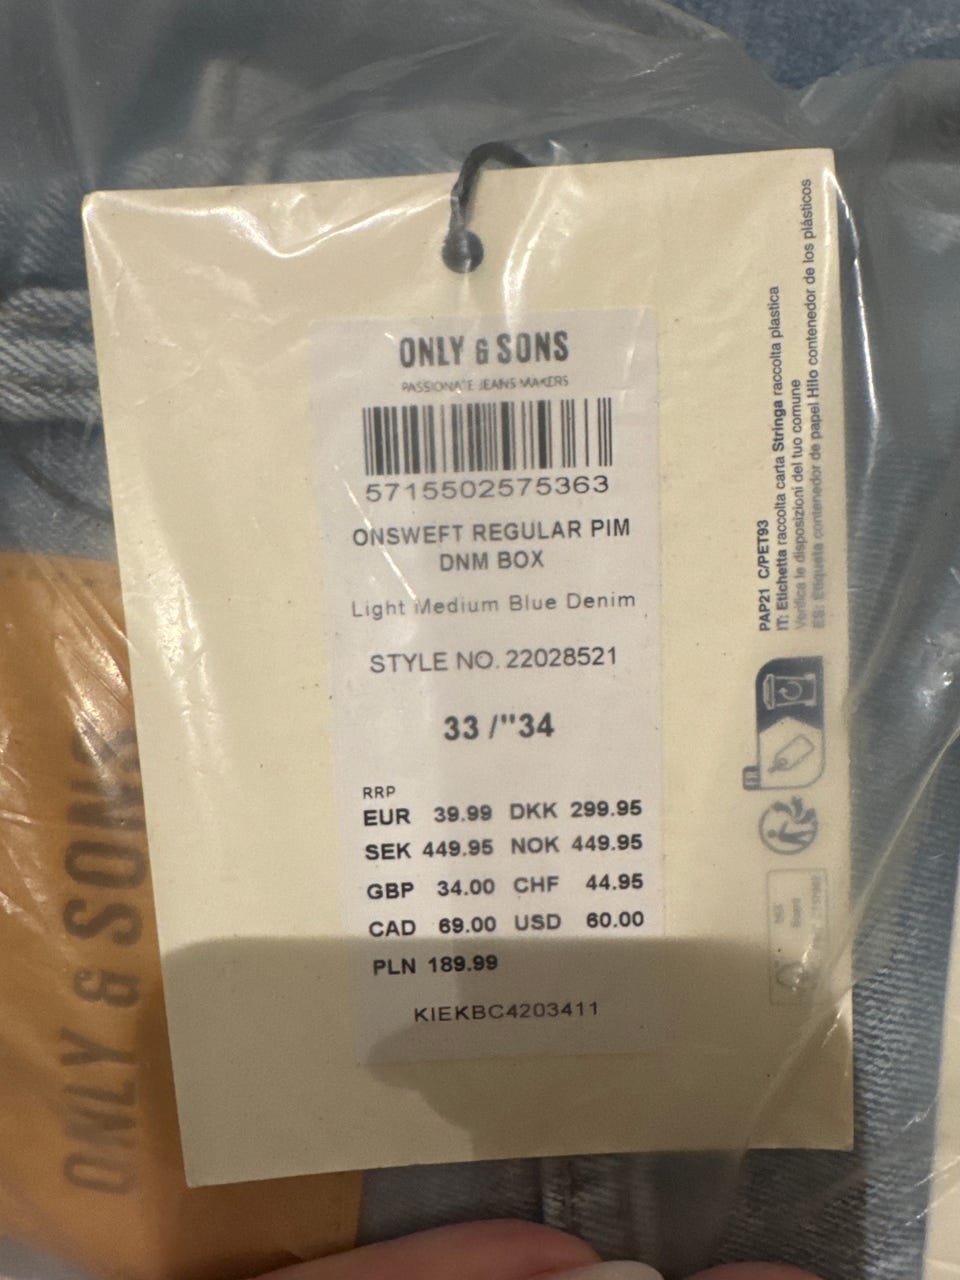 ONLY & SONS
PASSIONATE JEANS MAKERS
5715502575363
ONSWEFT REGULAR PIM
DNM BOX
Light Medium Blue Denim
STYLE NO. 22028521
33 /"34
RRP
EUR 39.99 DKK 299.95
SEK 449.95 NOK 449.95
GBP 34.00 CHF 44.95
CAD 69.00 USD 60.00
PLN 189.99
KIEKBC4203411
PAP21 C/PET93
IT: Etichetta raccolta carta Stringa raccolta plastica
Verifica le disposizioni del tuo comune
ES: Etiqueta contenedor de papel Hilo contenedor de los plásticos
FR
ONLY & SONS